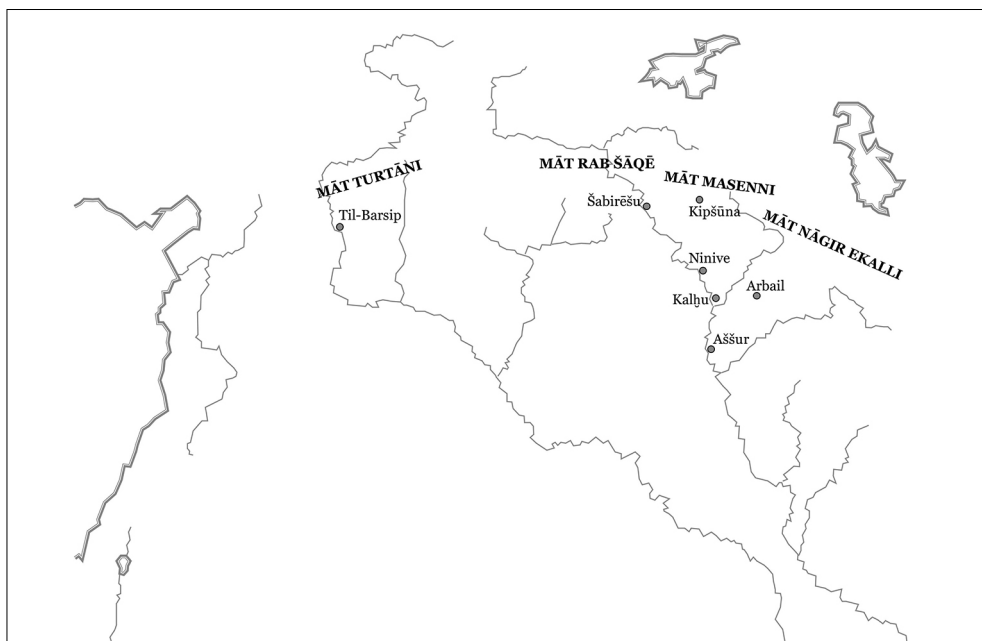 MĀT TURTĀNI
MĀT RAB ŠĀQĒ
MĀT MASENNI
MĀT NĀGIR EKALLI
Til-Barsip
Šabirēšu
Kipšūna
Ninive
Kalḫu
Arbail
Aššur